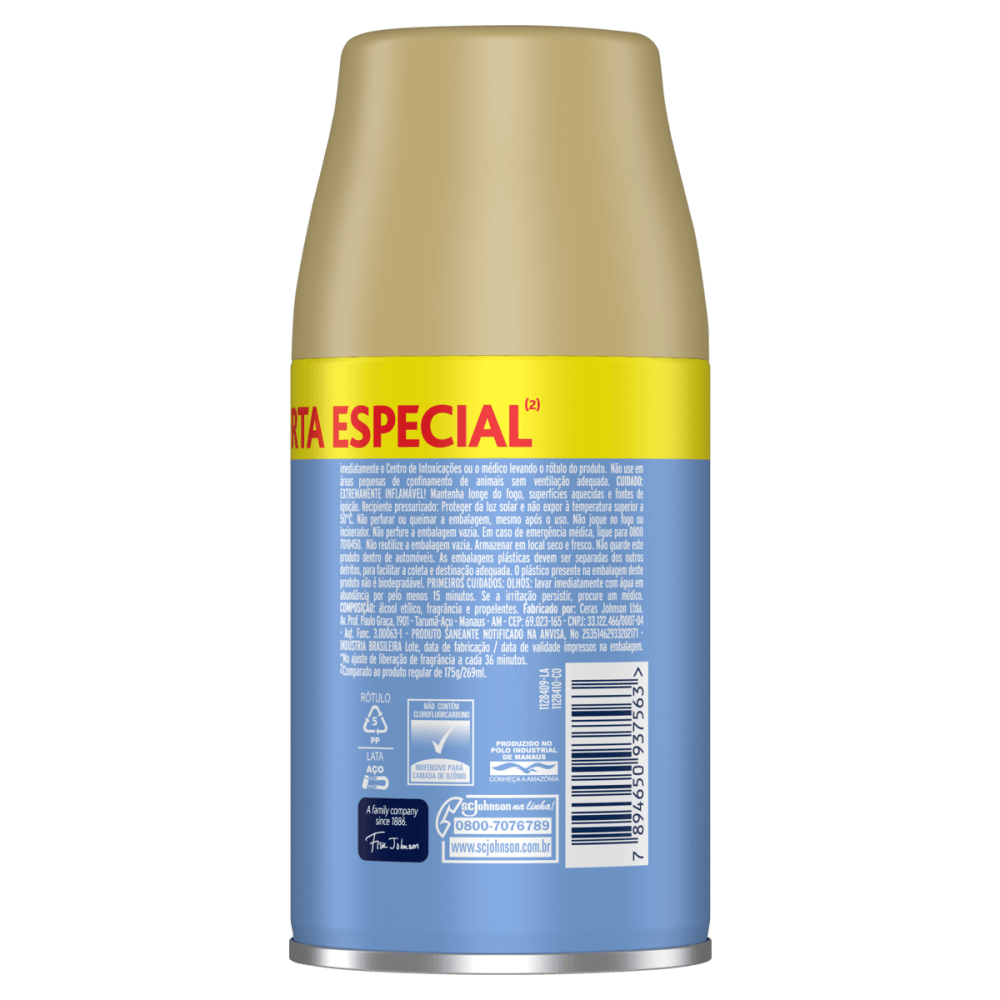 RTA ESPECIAL(2)
imediatamente o Centro de Intoxicações ou o médico levando o rótulo do produto. Não use em
áreas pequenas de confinamento de animais sem ventilação adequada. CUIDADO:
EXTREMAMENTE INFLAMÁVEL! Mantenha longe do fogo, superfícies aquecidas e fontes de
ignição. Recipiente pressurizado: Proteger da luz solar e não expor à temperatura superior a
50°C. Não perfurar ou queimar a embalagem, mesmo após o uso. Não jogue no fogo ou
incinerador. Não perfure a embalagem vazia. Em caso de emergência médica, ligue para 0800
7010450. Não reutilize a embalagem vazia. Armazenar em local seco e fresco. Não guarde este
produto dentro de automóveis. As embalagens plásticas devem ser separadas dos outros
detritos, para facilitar a coleta e destinação adequada. O plástico presente na embalagem deste
produto não é biodegradável. PRIMEIROS CUIDADOS: OLHOS: lavar imediatamente com água em
abundância por pelo menos 15 minutos. Se a irritação persistir, procure um médico.
COMPOSIÇÃO: álcool etílico, fragrância e propelentes. Fabricado por: Ceras Johnson Ltda.
Av. Prof. Paulo Graça, 1901 - Tarumã-Açu - Manaus - AM - CEP: 69.023-165 - CNPJ: 33.122.466/0007-04
- Aut. Func. 3.00063-1 - PRODUTO SANEANTE NOTIFICADO NA ANVISA, No 25351462933202171 -
INDÚSTRIA BRASILEIRA Lote, data de fabricação / data de validade impressos na embalagem.
*No ajuste de liberação de fragrância a cada 36 minutos.
2Comparado ao produto regular de 175g/269ml.
RÓTULO
5
PP
LATA
AÇO
NÃO CONTÉM
CLOROFLUORCARBONO
INOFENSIVO PARA
CAMADA DE OZÔNIO
PRODUZIDO NO
POLO INDUSTRIAL
DE MANAUS
CONHEÇA A AMAZÔNIA
1128409-LA
1128410-CO
7 894650 937563 >
A family company
since 1886.
Fisk Johnson
SC Johnson na linha!
0800-7076789
www.scjohnson.com.br